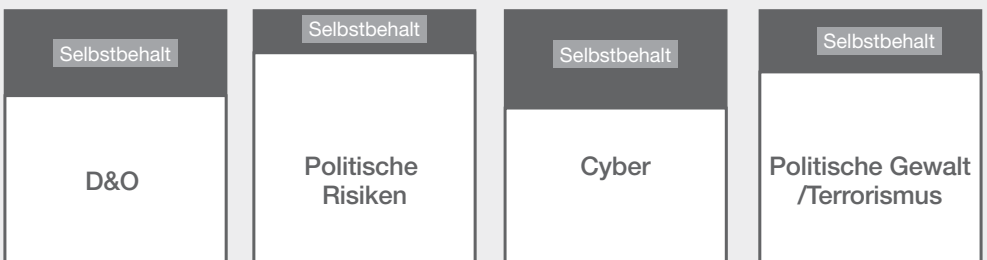 Selbstbehalt
D&O
Selbstbehalt
Politische
Risiken
Selbstbehalt
Cyber
Selbstbehalt
Politische Gewalt
/Terrorismus